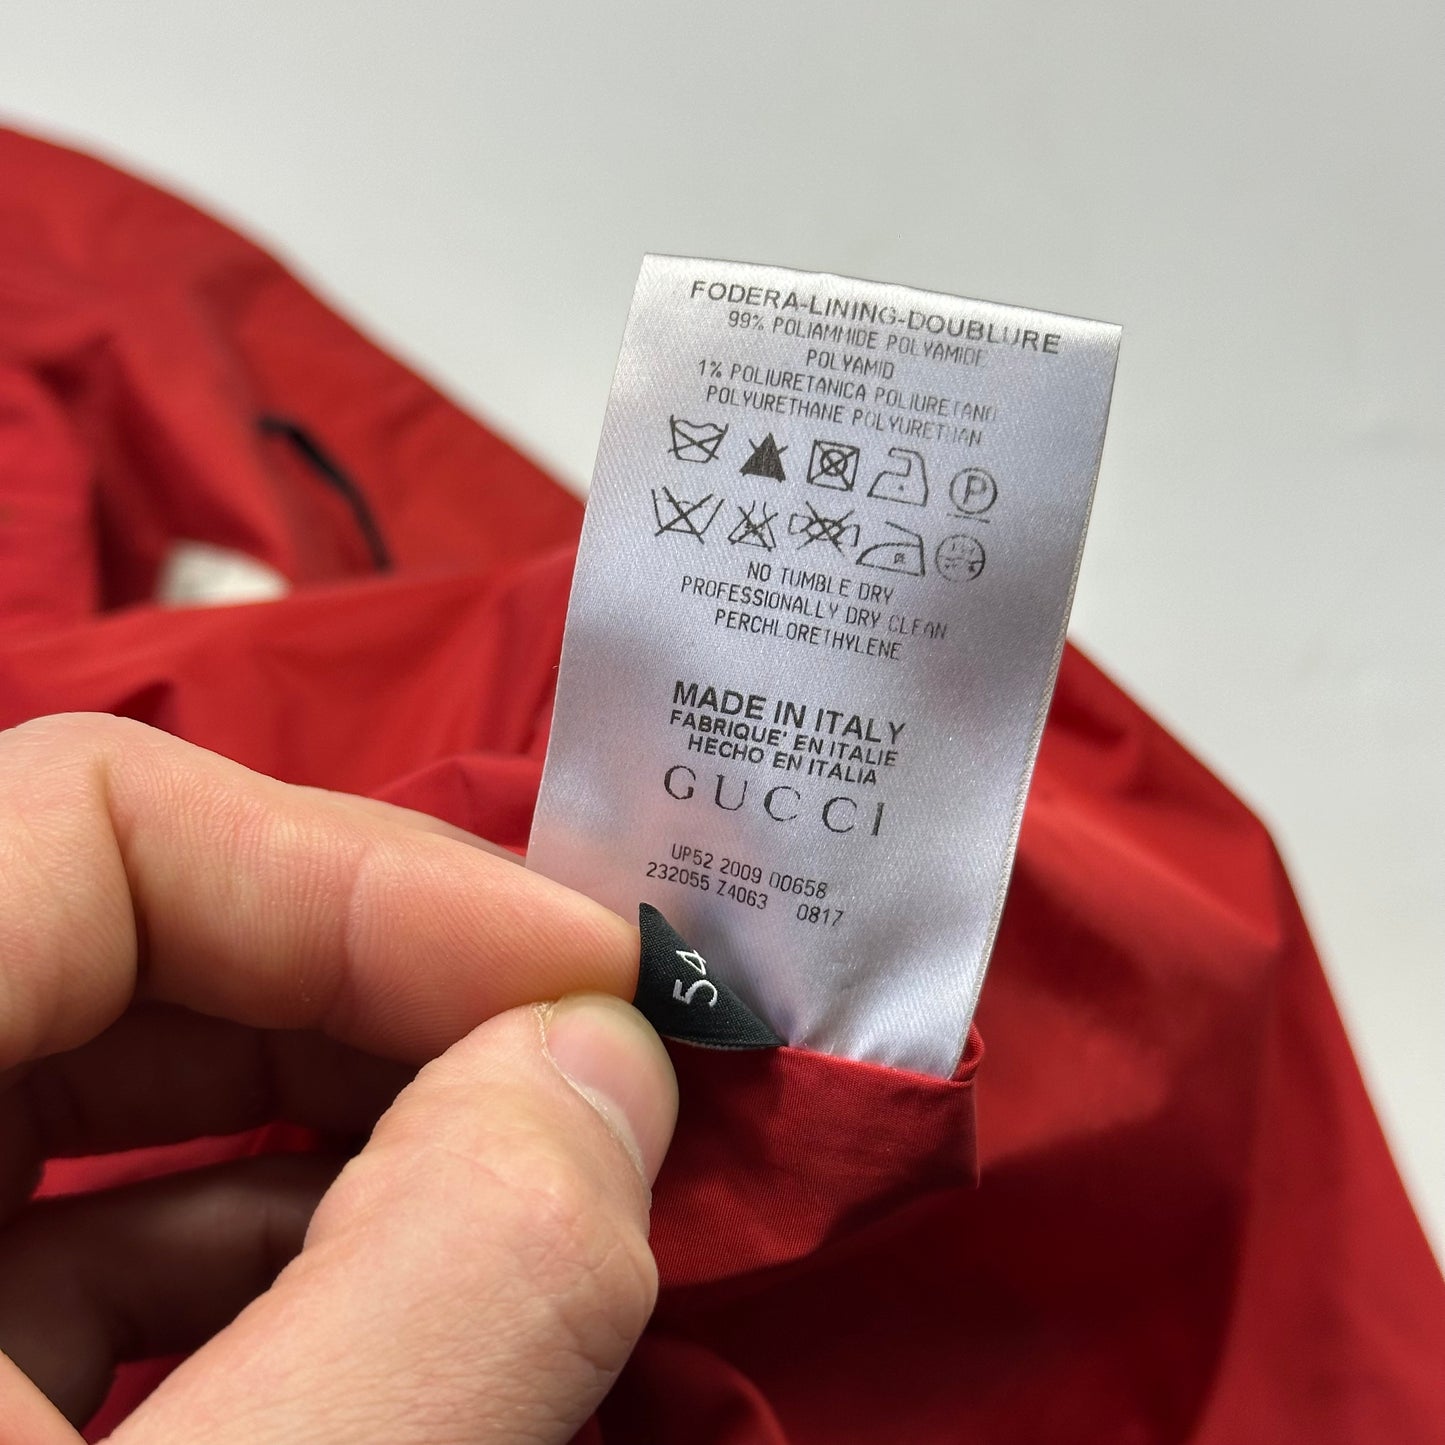 FODERA-LINING-DOUBLURE
99% POLIAMMIDE POLYAMIDE
POLYAMID
1% POLIURETANICA POLIURETANO
POLYURETHANE POLYURETHAN
P
NO TUMBLE DRY
PROFESSIONALLY DRY CLEAN
PERCHLORETHYLENE
MADE IN ITALY
FABRIQUE' EN ITALIE
HECHO EN ITALIA
GUCCI
UP52 2009 00658
232055 Z4063 0817
54